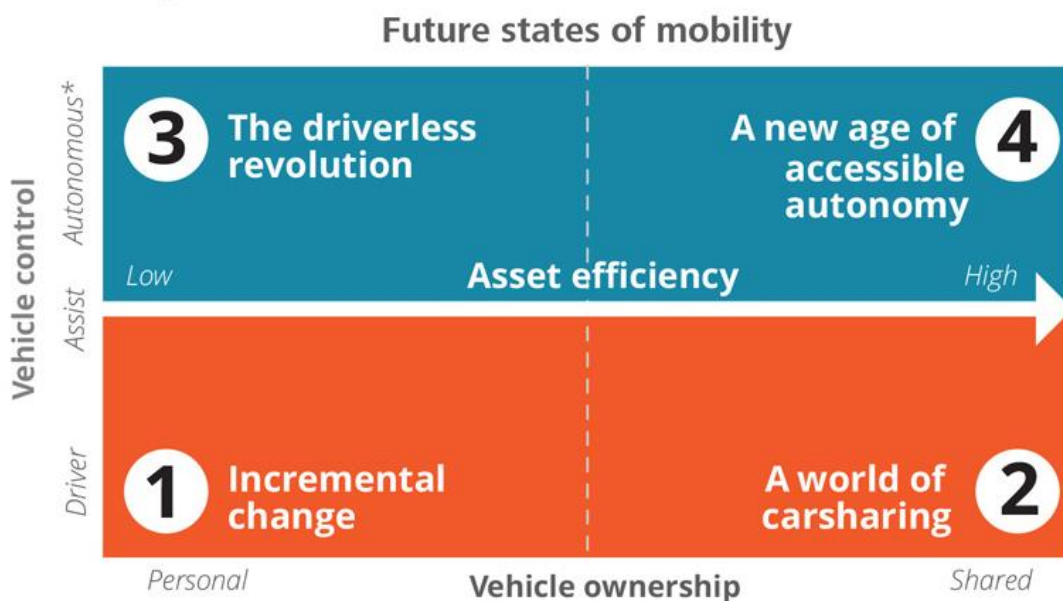 Future states of mobility
Vehicle control
Autonomous*
Assist
Driver
3
The driverless
revolution
A new age of
accessible
autonomy
4
Low
Asset efficiency
High
1
Incremental
change
A world of
carsharing
2
Personal
Vehicle ownership
Shared